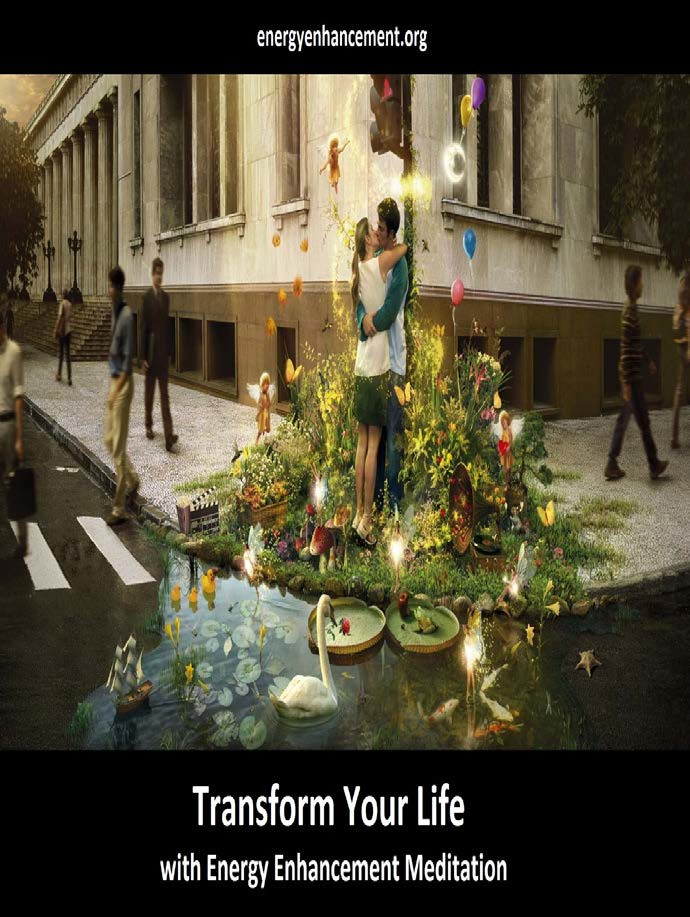 energyenhancement.org
Transform Your Life
with Energy Enhancement Meditation